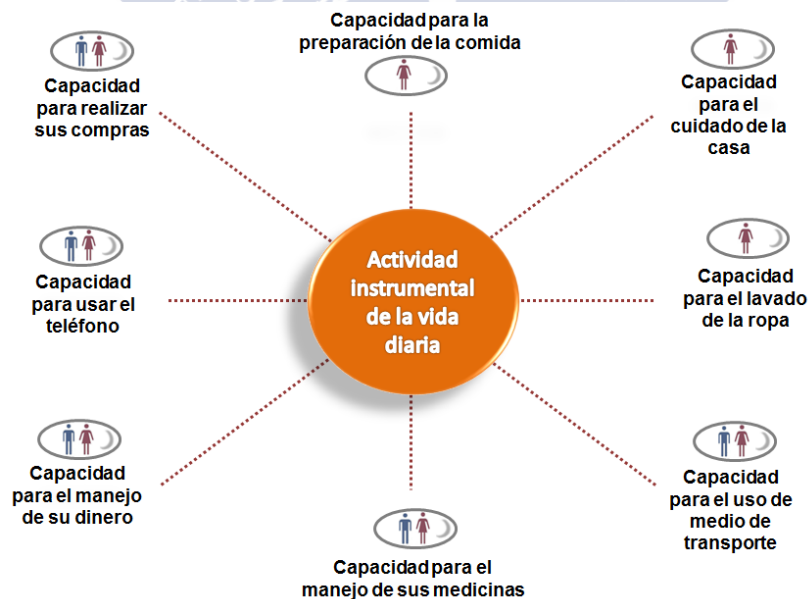 Capacidad para la
preparación de la comida
Capacidad
para realizar
sus compras
Capacidad
para el
cuidado de la
casa
Actividad
instrumental
de la vida
diaria
Capacidad
para usar el
teléfono
Capacidad
para el lavado
de la ropa
Capacidad
para el manejo
de su dinero
Capacidad
para el uso de
medio de
transporte
Capacidad para el
manejo de sus medicinas